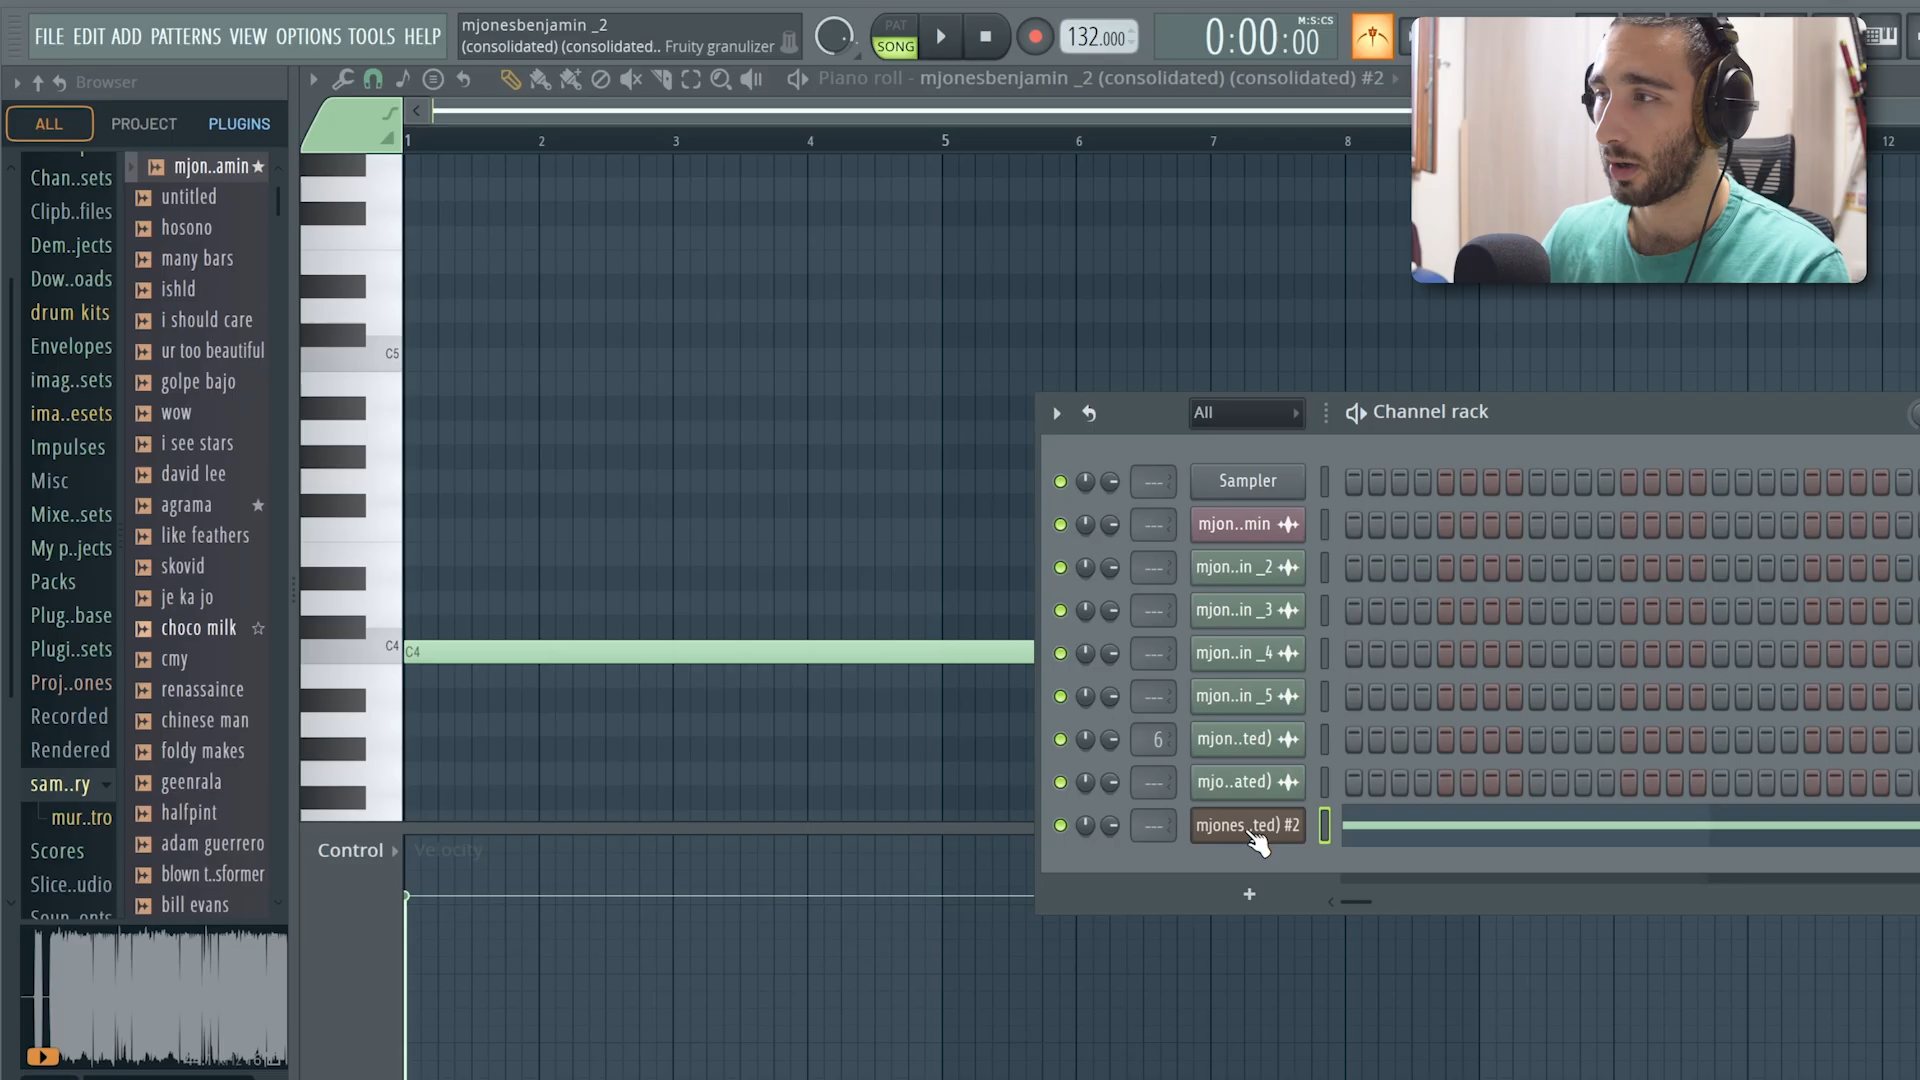 FILE EDIT ADD PATTERNS VIEW OPTIONS TOOLS HELP
mjonesbenjamin _2
(consolidated) (consolidated.. Fruity granulizer
PAT
SONG
132.000
0:00:00
M:S:CS
Browser
Piano roll - mjonesbenjamin _2 (consolidated) (consolidated) #2
ALL
PROJECT
PLUGINS
1 2 3 4 5 6 7 8 12
Chan..sets
Clipb..files
Dem..jects
Dow..oads
drum kits
Envelopes
imag..sets
ima..esets
Impulses
Misc
Mixe..sets
My p..jects
Packs
Plug..base
Plugi..sets
Proj..ones
Recorded
Rendered
sam..ry
mur..tro
Scores
Slice..udio
Soun..onts
mjon..amin
untitled
hosono
many bars
ishld
i should care
ur too beautiful
golpe bajo
wow
i see stars
david lee
agrama
like feathers
skovid
je ka jo
choco milk
cmy
renassaince
chinese man
foldy makes
geenrala
halfpint
adam guerrero
blown t..sformer
bill evans
C5
C4
C4
Control
Velocity
All
Channel rack
--- Sampler
--- mjon..min
--- mjon..in _2
--- mjon..in _3
--- mjon..in _4
--- mjon..in _5
6 mjon..ted)
--- mjo..ated)
--- mjones..ted) #2
+